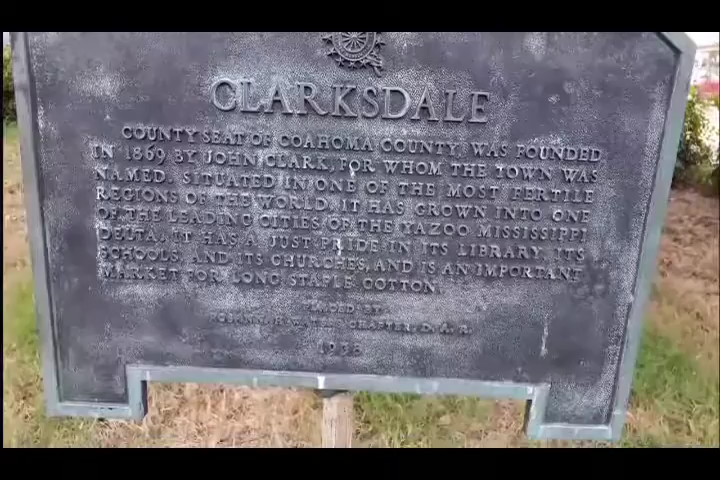 CLARKSDALE
COUNTY SEAT OF COAHOMA COUNTY, WAS FOUNDED
IN 1869 BY JOHN CLARK, FOR WHOM THE TOWN WAS
NAMED. SITUATED IN ONE OF THE MOST FERTILE
REGIONS OF THE WORLD, IT HAS GROWN INTO ONE
OF THE LEADING CITIES OF THE YAZOO MISSISSIPPI
DELTA. IT HAS A JUST PRIDE IN ITS LIBRARY, ITS
SCHOOLS, AND ITS CHURCHES, AND IS AN IMPORTANT
MARKET FOR LONG STAPLE COTTON.
PLACED BY
CHAPTER, D. A. R.